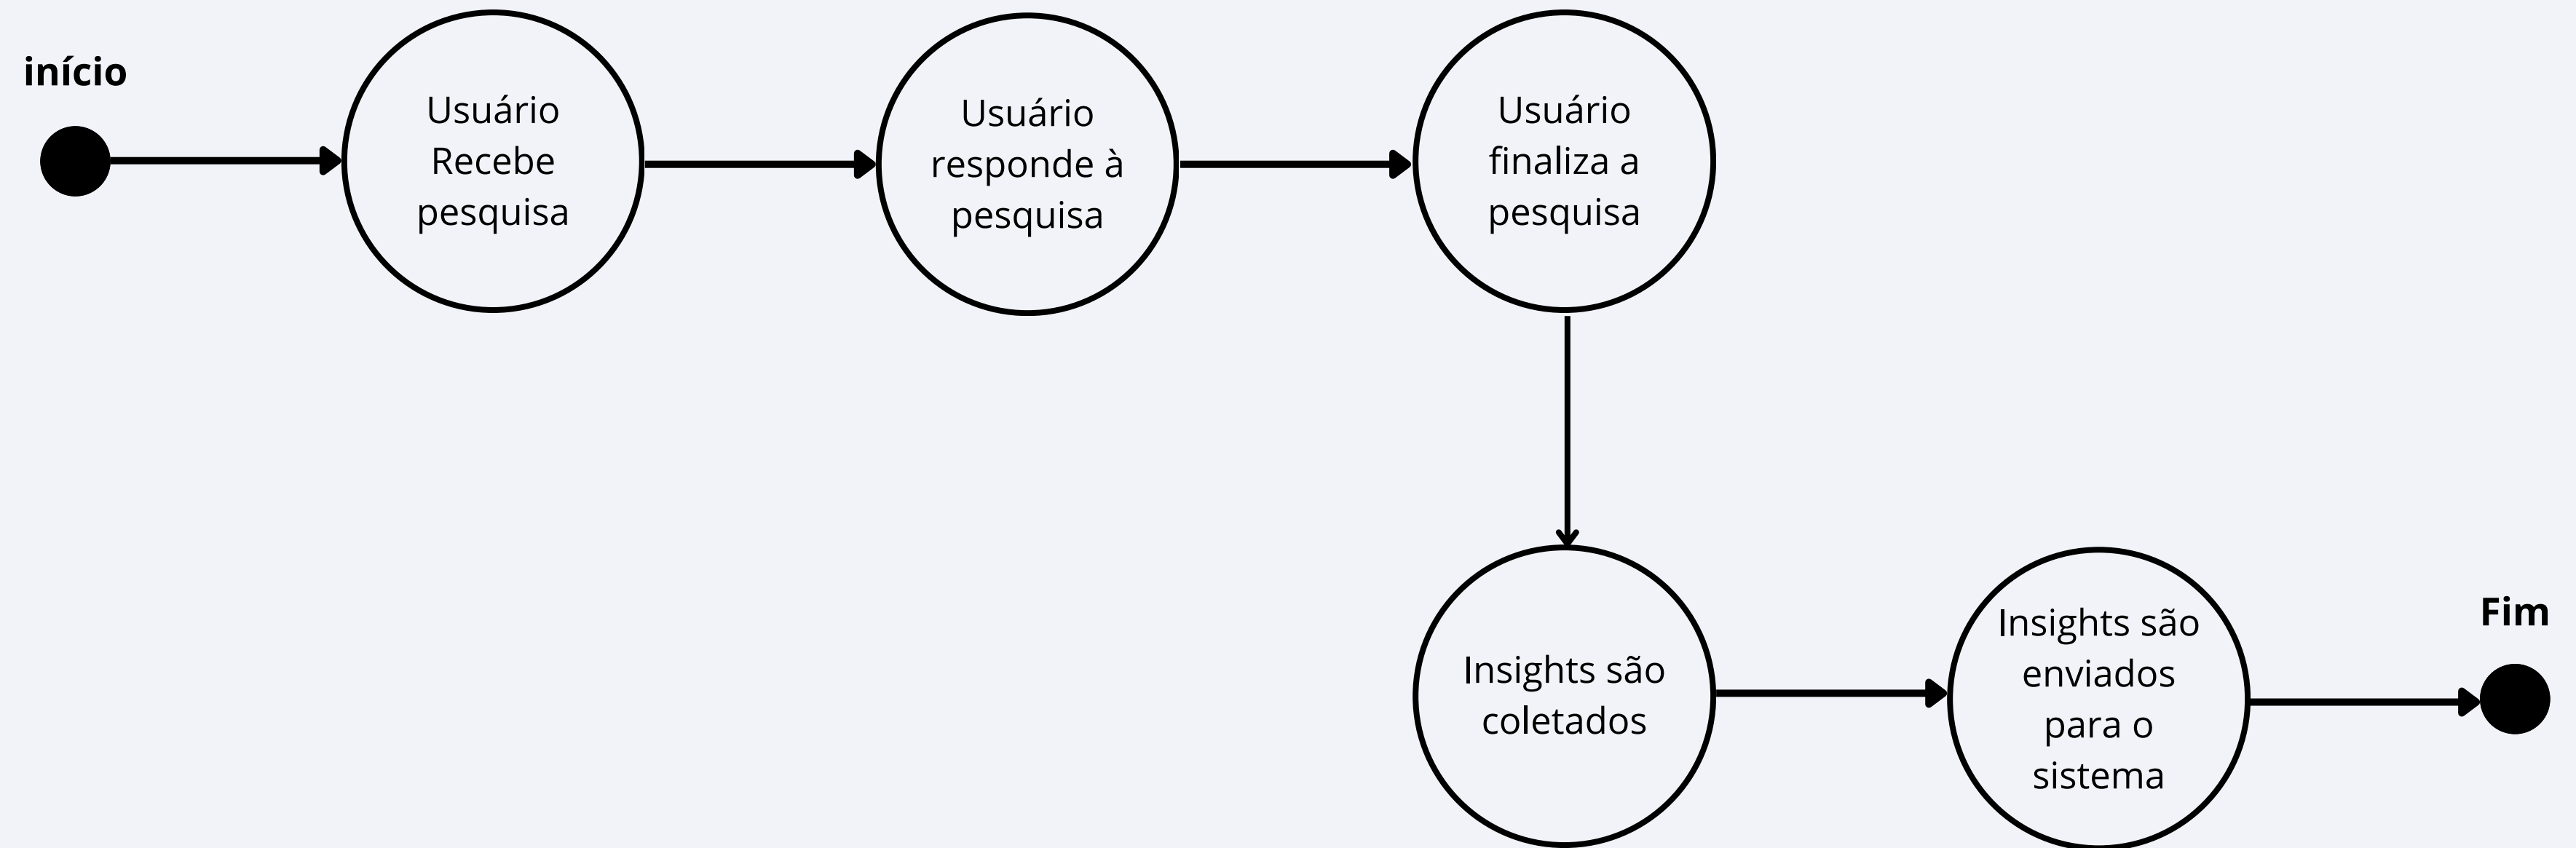 início
Usuário
Recebe
pesquisa
Usuário
responde à
pesquisa
Usuário
finaliza a
pesquisa
Insights são
coletados
Insights são
enviados
para o
sistema
Fim